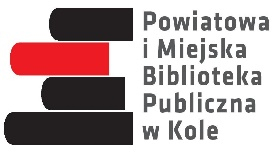 Powiatowa
i Miejska
Biblioteka
Publiczna
w Kole